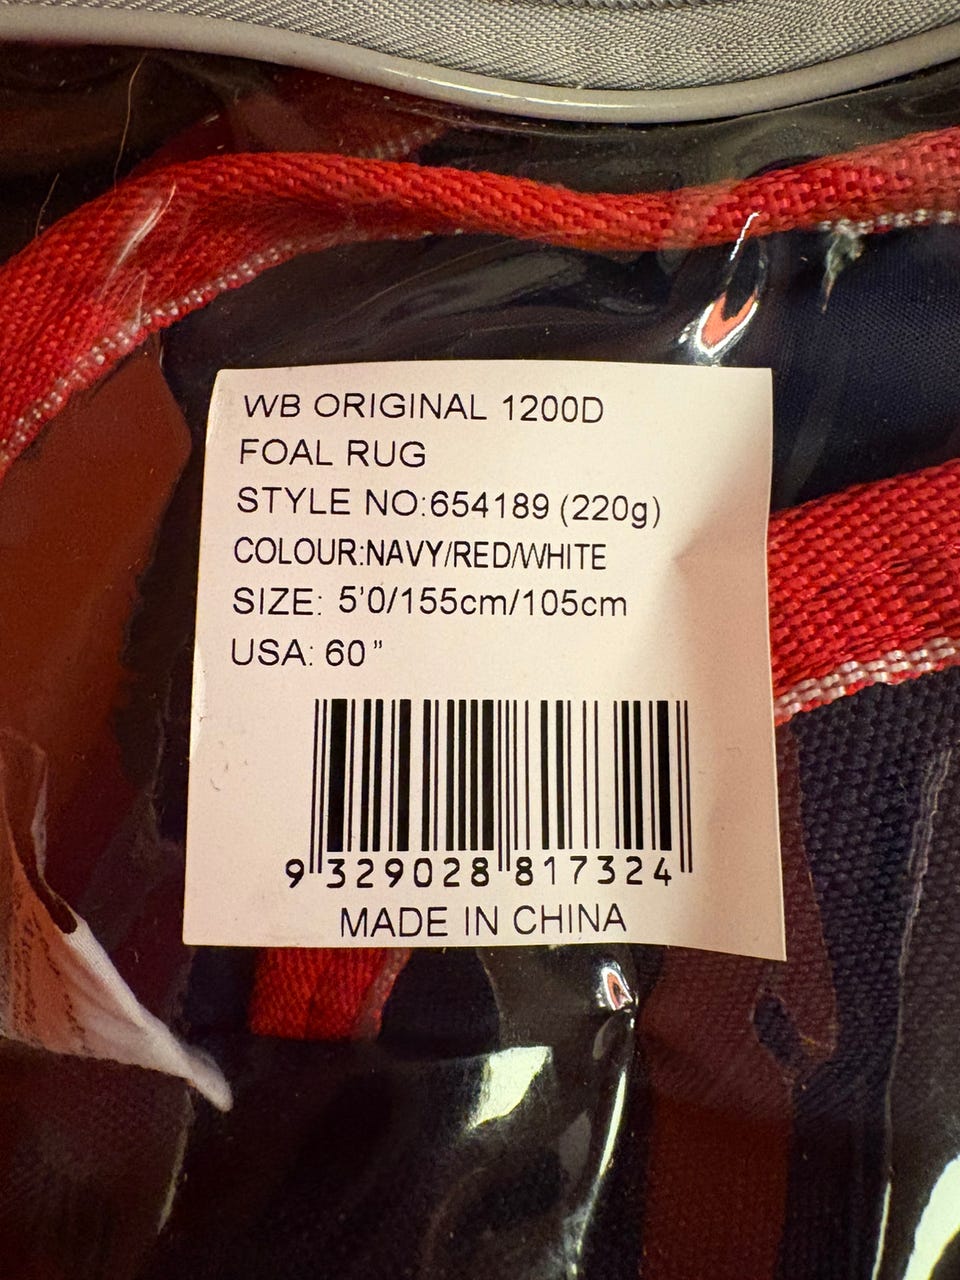 WB ORIGINAL 1200D
FOAL RUG
STYLE NO:654189 (220g)
COLOUR:NAVY/RED/WHITE
SIZE: 5'0/155cm/105cm
USA: 60"
9 329028 817324
MADE IN CHINA